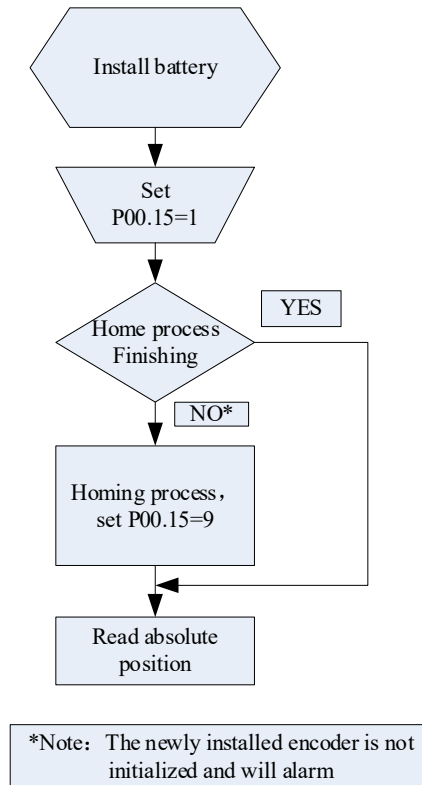 Install battery
Set
P00.15=1
Home process
Finishing
YES
NO*
Homing process，
set P00.15=9
Read absolute
position
*Note：The newly installed encoder is not
initialized and will alarm